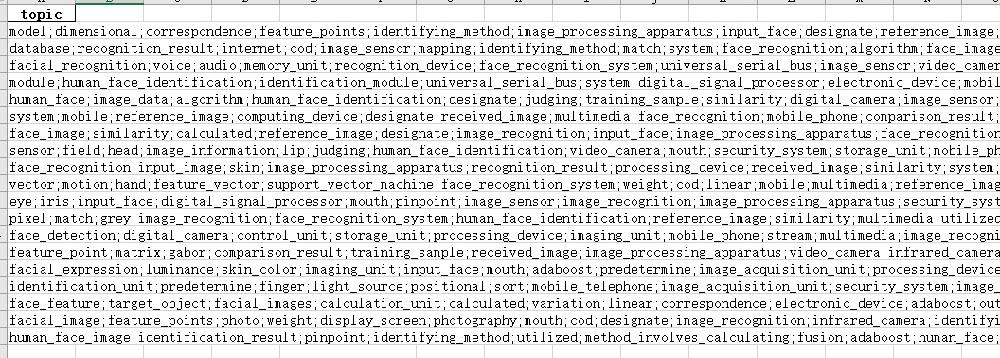 topic
model;dimensional;correspondence;feature_points;identifying_method;image_processing_apparatus;input_face;designate;reference_image;
database;recognition_result;internet;cod;image_sensor;mapping;identifying_method;match;system;face_recognition;algorithm;face_image
facial_recognition;voice;audio;memory_unit;recognition_device;face_recognition_system;universal_serial_bus;image_sensor;video_camer
module;human_face_identification;identification_module;universal_serial_bus;system;digital_signal_processor;electronic_device;mobil
human_face;image_data;algorithm;human_face_identification;designate;judging;training_sample;similarity;digital_camera;image_sensor;
system;mobile;reference_image;computing_device;designate;received_image;multimedia;face_recognition;mobile_phone;comparison_result;
face_image;similarity;calculated;reference_image;designate;image_recognition;input_face;image_processing_apparatus;face_recognition
sensor;field;head;image_information;lip;judging;human_face_identification;video_camera;mouth;security_system;storage_unit;mobile_ph
face_recognition;input_image;skin;image_processing_apparatus;recognition_result;processing_device;received_image;similarity;system;
vector;motion;hand;feature_vector;support_vector_machine;face_recognition_system;weight;cod;linear;mobile;multimedia;reference_imag
eye;iris;input_face;digital_signal_processor;mouth;pinpoint;image_sensor;image_recognition;image_processing_apparatus;security_syst
pixel;match;grey;image_recognition;face_recognition_system;human_face_identification;reference_image;similarity;multimedia;utilized
face_detection;digital_camera;control_unit;storage_unit;processing_device;imaging_unit;mobile_phone;stream;multimedia;image_recogni
feature_point;matrix;gabor;comparison_result;training_sample;received_image;image_processing_apparatus;video_camera;infrared_camera
facial_expression;luminance;skin_color;imaging_unit;input_face;mouth;adaboost;predetermine;image_acquisition_unit;processing_device
identification_unit;predetermine;finger;light_source;positional;sort;mobile_telephone;image_acquisition_unit;security_system;image_
face_feature;target_object;facial_images;calculation_unit;calculated;variation;linear;correspondence;electronic_device;adaboost;out
facial_image;feature_points;photo;weight;display_screen;photography;mouth;cod;designate;image_recognition;infrared_camera;identifyi
human_face_image;identification_result;pinpoint;identifying_method;utilized;method_involves_calculating;fusion;adaboost;human_face;